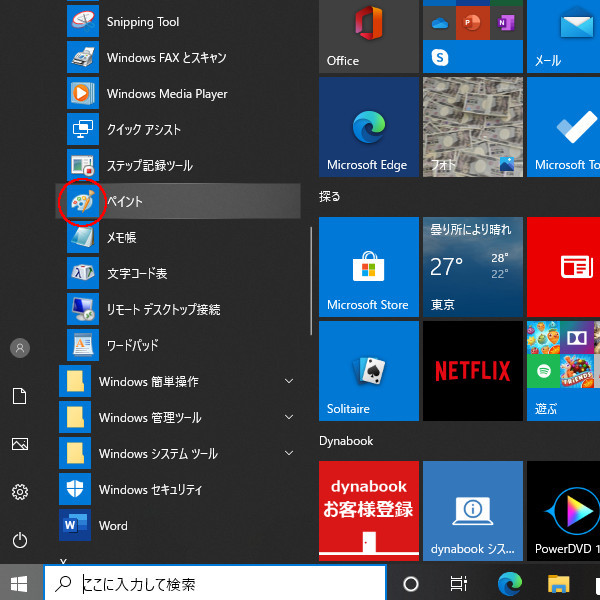 Snipping Tool
Windows FAX とスキャン
Windows Media Player
クイック アシスト
ステップ記録ツール
ペイント
メモ帳
文字コード表
リモート デスクトップ接続
ワードパッド
Windows 簡単操作
Windows 管理ツール
Windows システム ツール
Windows セキュリティ
Word
X
Office
メール
Microsoft Edge
フォト
Microsoft To
探る
Microsoft Store
曇り所により晴れ
27°
28°
22°
東京
Solitaire
NETFLIX
遊ぶ
Dynabook
dynabook
お客様登録
dynabook シス...
PowerDVD 1
ここに入力して検索